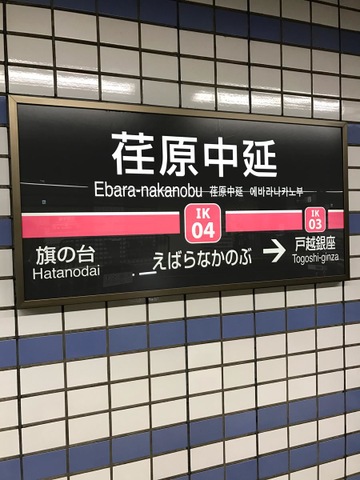 荏原中延
Ebara-nakanobu 荏原中延 에바라나카노부
IK
04
IK
03
旗の台
Hatanodai
えばらなかのぶ
→
戸越銀座
Togoshi-ginza